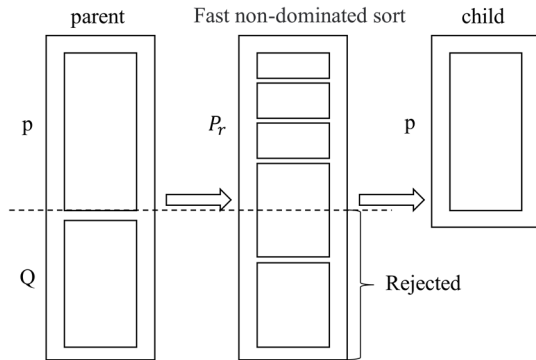 parent
Fast non-dominated sort
child
p
P_r
p
Q
Rejected